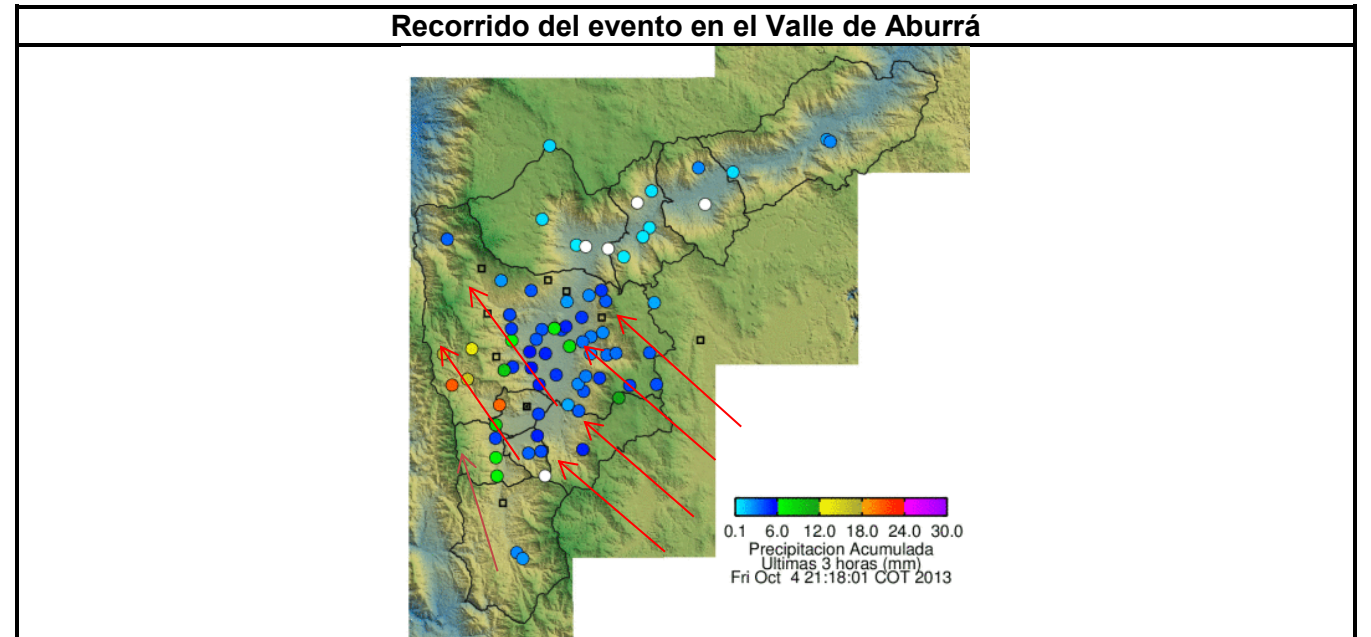 Recorrido del evento en el Valle de Aburrá
0.1 6.0 12.0 18.0 24.0 30.0
Precipitacion Acumulada
Ultimas 3 horas (mm)
Fri Oct 4 21:18:01 COT 2013